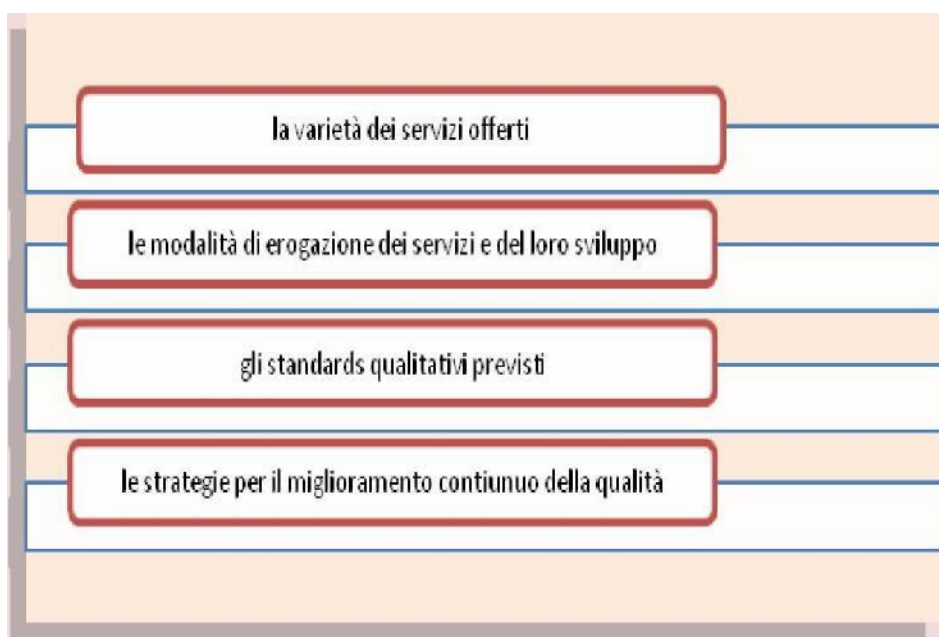 la varietà dei servizi offerti
le modalità di erogazione dei servizi e del loro sviluppo
gli standards qualitativi previsti
le strategie per il miglioramento contiunuo della qualità